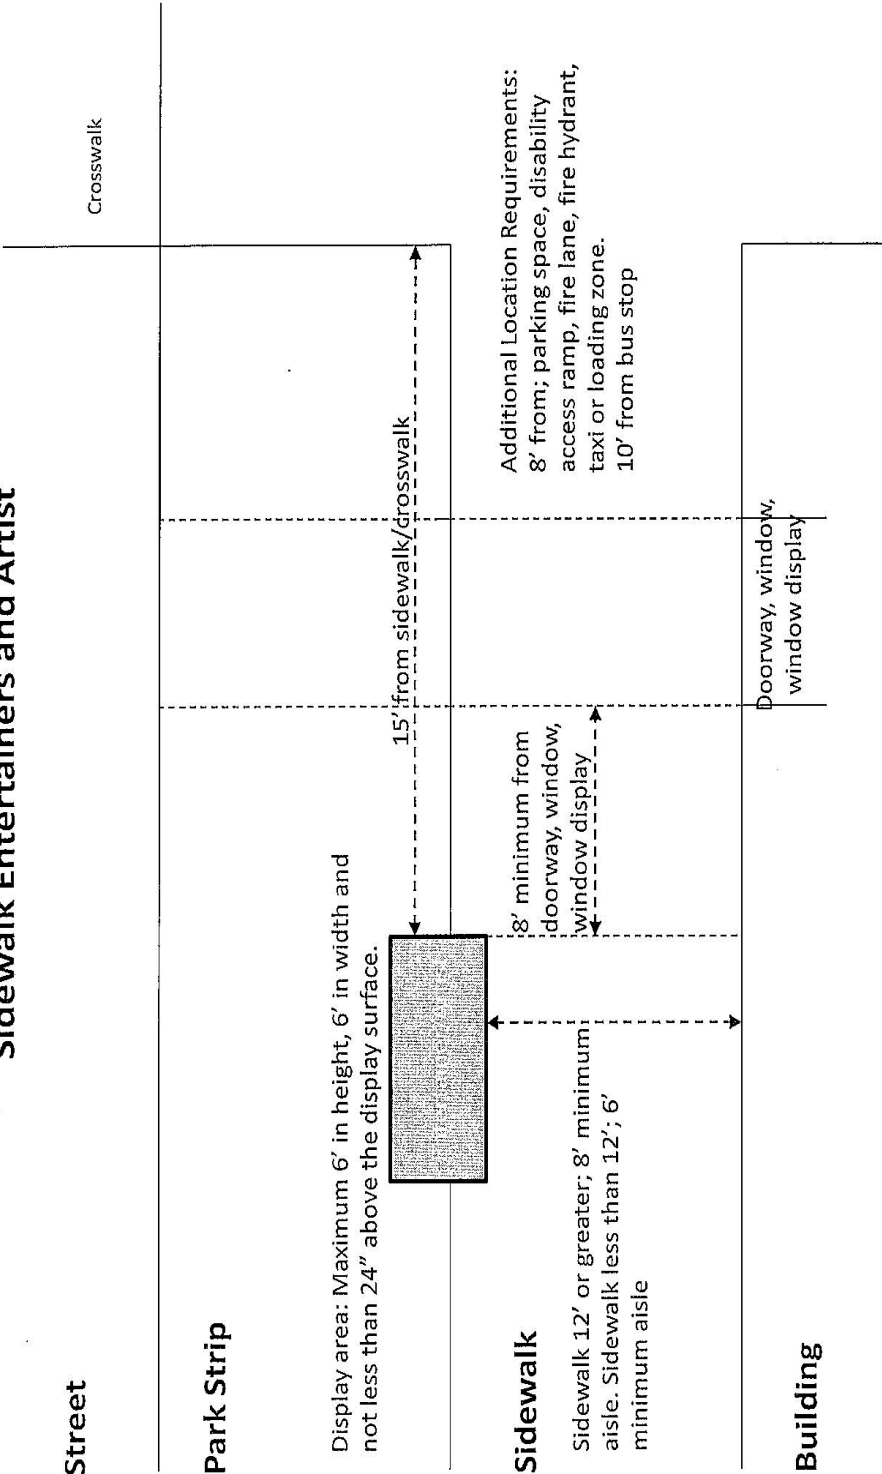 Sidewalk Entertainers and Artist
Street
Crosswalk
Park Strip
Display area: Maximum 6' in height, 6' in width and
not less than 24" above the display surface.
15' from sidewalk/crosswalk
Sidewalk
8' minimum from
doorway, window,
window display
Additional Location Requirements:
8' from; parking space, disability
access ramp, fire lane, fire hydrant,
taxi or loading zone.
10' from bus stop
Sidewalk 12' or greater; 8' minimum
aisle. Sidewalk less than 12'; 6'
minimum aisle
Building
Doorway, window,
window display